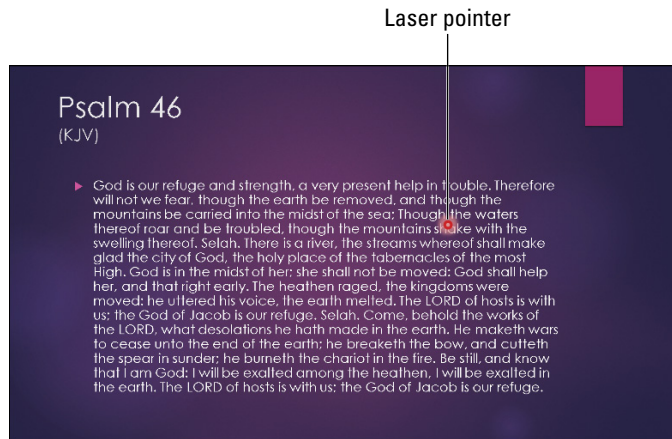 Laser pointer
Psalm 46
(KJV)
God is our refuge and strength, a very present help in trouble. Therefore
will not we fear, though the earth be removed, and though the
mountains be carried into the midst of the sea; Though the waters
thereof roar and be troubled, though the mountains shake with the
swelling thereof. Selah. There is a river, the streams whereof shall make
glad the city of God, the holy place of the tabernacles of the most
High. God is in the midst of her; she shall not be moved: God shall help
her, and that right early. The heathen raged, the kingdoms were
moved: he uttered his voice, the earth melted. The LORD of hosts is with
us; the God of Jacob is our refuge. Selah. Come, behold the works of
the LORD, what desolations he hath made in the earth. He maketh wars
to cease unto the end of the earth; he breaketh the bow, and cutteth
the spear in sunder; he burneth the chariot in the fire. Be still, and know
that I am God: I will be exalted among the heathen, I will be exalted in
the earth. The LORD of hosts is with us; the God of Jacob is our refuge.